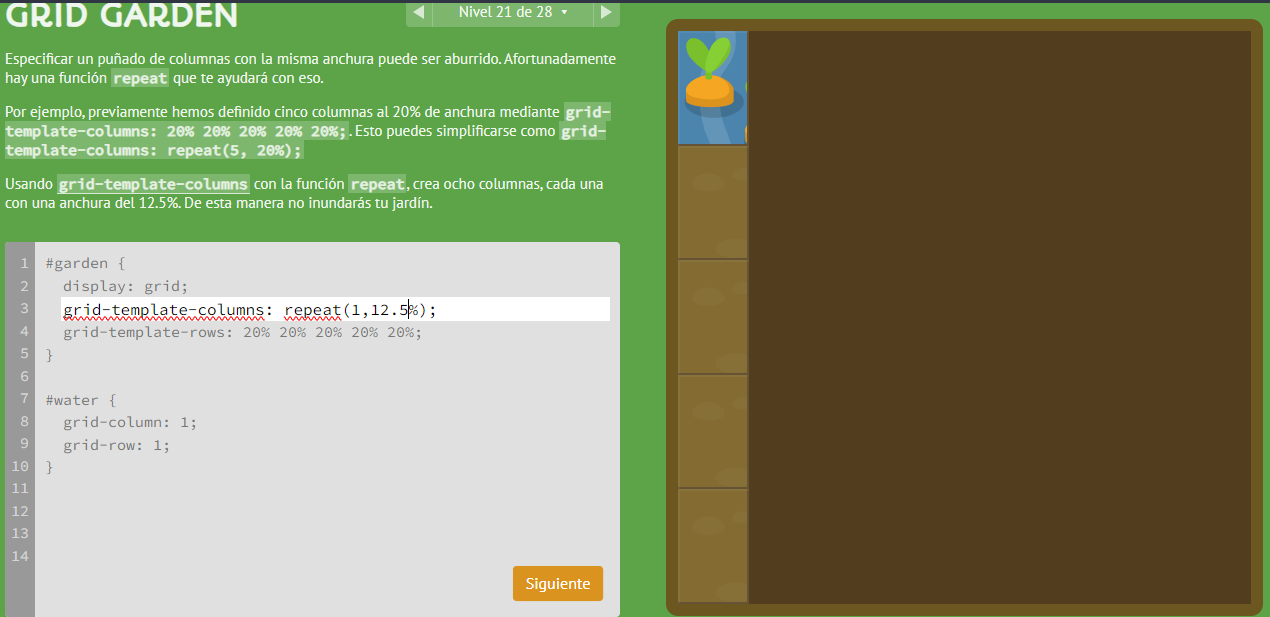 GRID GARDEN
Nivel 21 de 28
Especificar un puñado de columnas con la misma anchura puede ser aburrido. Afortunadamente
hay una función repeat que te ayudará con eso.
Por ejemplo, previamente hemos definido cinco columnas al 20% de anchura mediante grid-
template-columns: 20% 20% 20% 20% 20%;. Esto puedes simplificarse como grid-
template-columns: repeat(5, 20%);
Usando grid-template-columns con la función repeat, crea ocho columnas, cada una
con una anchura del 12.5%. De esta manera no inundarás tu jardín.
1 #garden {
2 display: grid;
3 grid-template-columns: repeat(1,12.5%);
4 grid-template-rows: 20% 20% 20% 20% 20%;
5 }
6
7 #water {
8 grid-column: 1;
9 grid-row: 1;
10 }
11
12
13
14
Siguiente